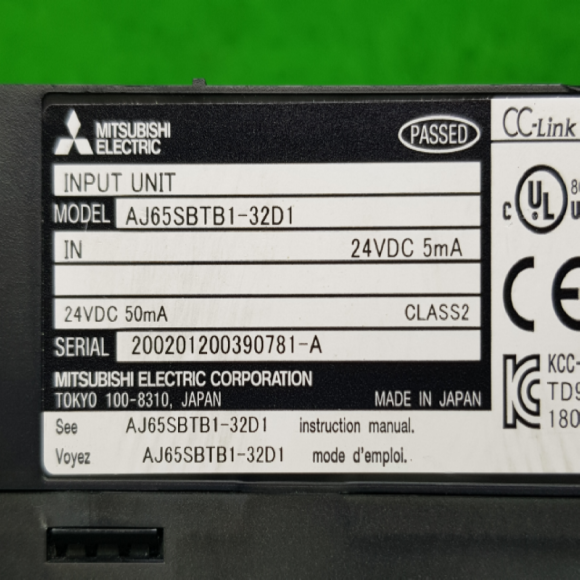 MITSUBISHI
ELECTRIC
PASSED
CC-Link
INPUT UNIT
MODEL AJ65SBTB1-32D1
IN 24VDC 5mA
24VDC 50mA CLASS2
SERIAL 200201200390781-A
MITSUBISHI ELECTRIC CORPORATION
TOKYO 100-8310, JAPAN MADE IN JAPAN
See AJ65SBTB1-32D1 instruction manual.
Voyez AJ65SBTB1-32D1 mode d'emploi.
C UL
CE
KCC-
TD9
180